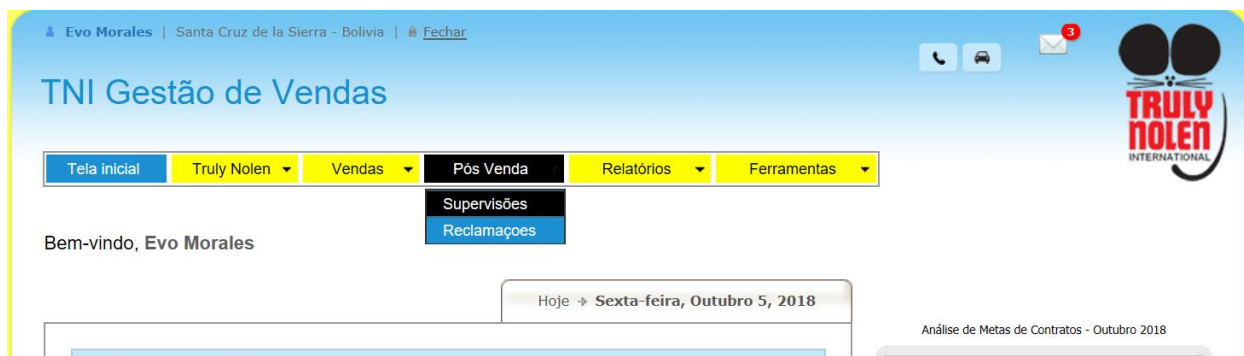 Evo Morales | Santa Cruz de la Sierra - Bolivia | Fechar
3
TNI Gestão de Vendas
TRULY
NOLEN
INTERNATIONAL
Tela inicial Truly Nolen Vendas Pós Venda Relatórios Ferramentas
Supervisões
Reclamaçoes
Bem-vindo, Evo Morales
Hoje → Sexta-feira, Outubro 5, 2018
Análise de Metas de Contratos - Outubro 2018